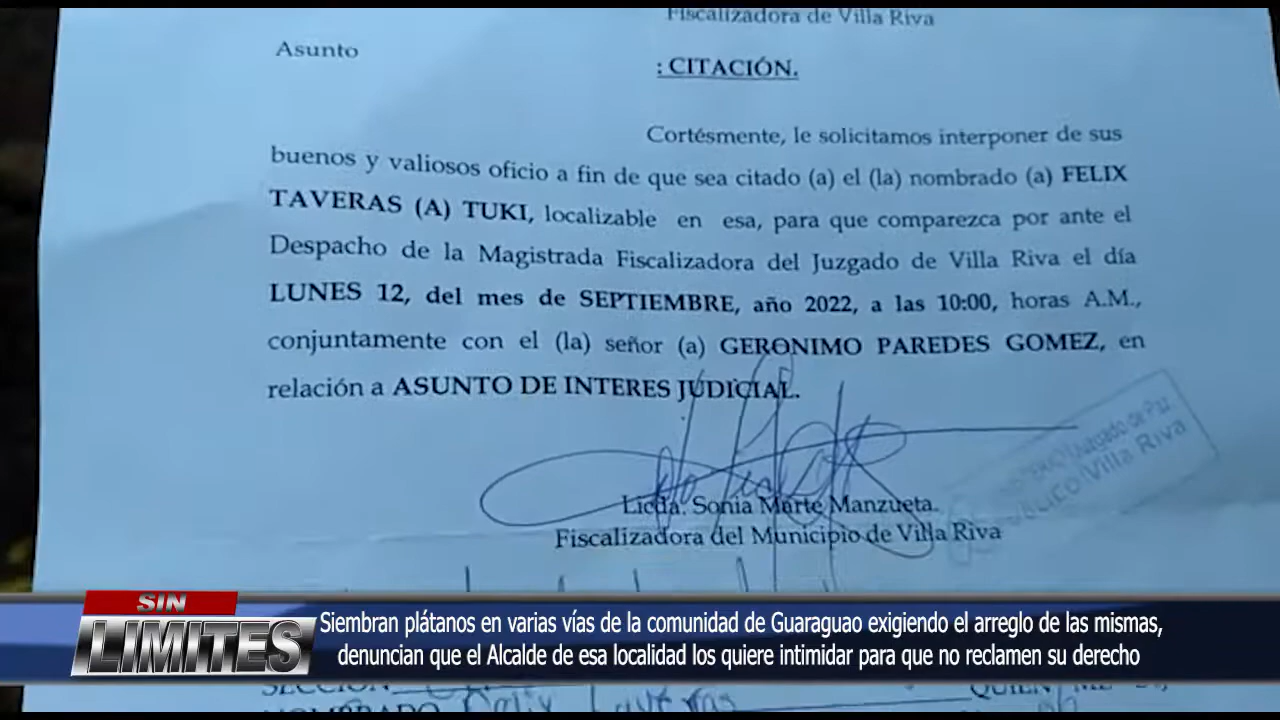 Fiscalizadora de Villa Riva
Asunto
: CITACIÓN.
Cortésmente, le solicitamos interponer de sus
buenos y valiosos oficio a fin de que sea citado (a) el (la) nombrado (a) FELIX
TAVERAS (A) TUKI, localizable en esa, para que comparezca por ante el
Despacho de la Magistrada Fiscalizadora del Juzgado de Villa Riva el día
LUNES 12, del mes de SEPTIEMBRE, año 2022, a las 10:00, horas A.M.,
conjuntamente con el (la) señor (a) GERONIMO PAREDES GOMEZ, en
relación a ASUNTO DE INTERES JUDICIAL.
Juzgado de Paz
Villa Riva
Licda. Sonia Marte Manzueta.
Fiscalizadora del Municipio de Villa Riva
SIN
LIMITES
Siembran plátanos en varias vías de la comunidad de Guaraguao exigiendo el arreglo de las mismas,
denuncian que el Alcalde de esa localidad los quiere intimidar para que no reclamen su derecho